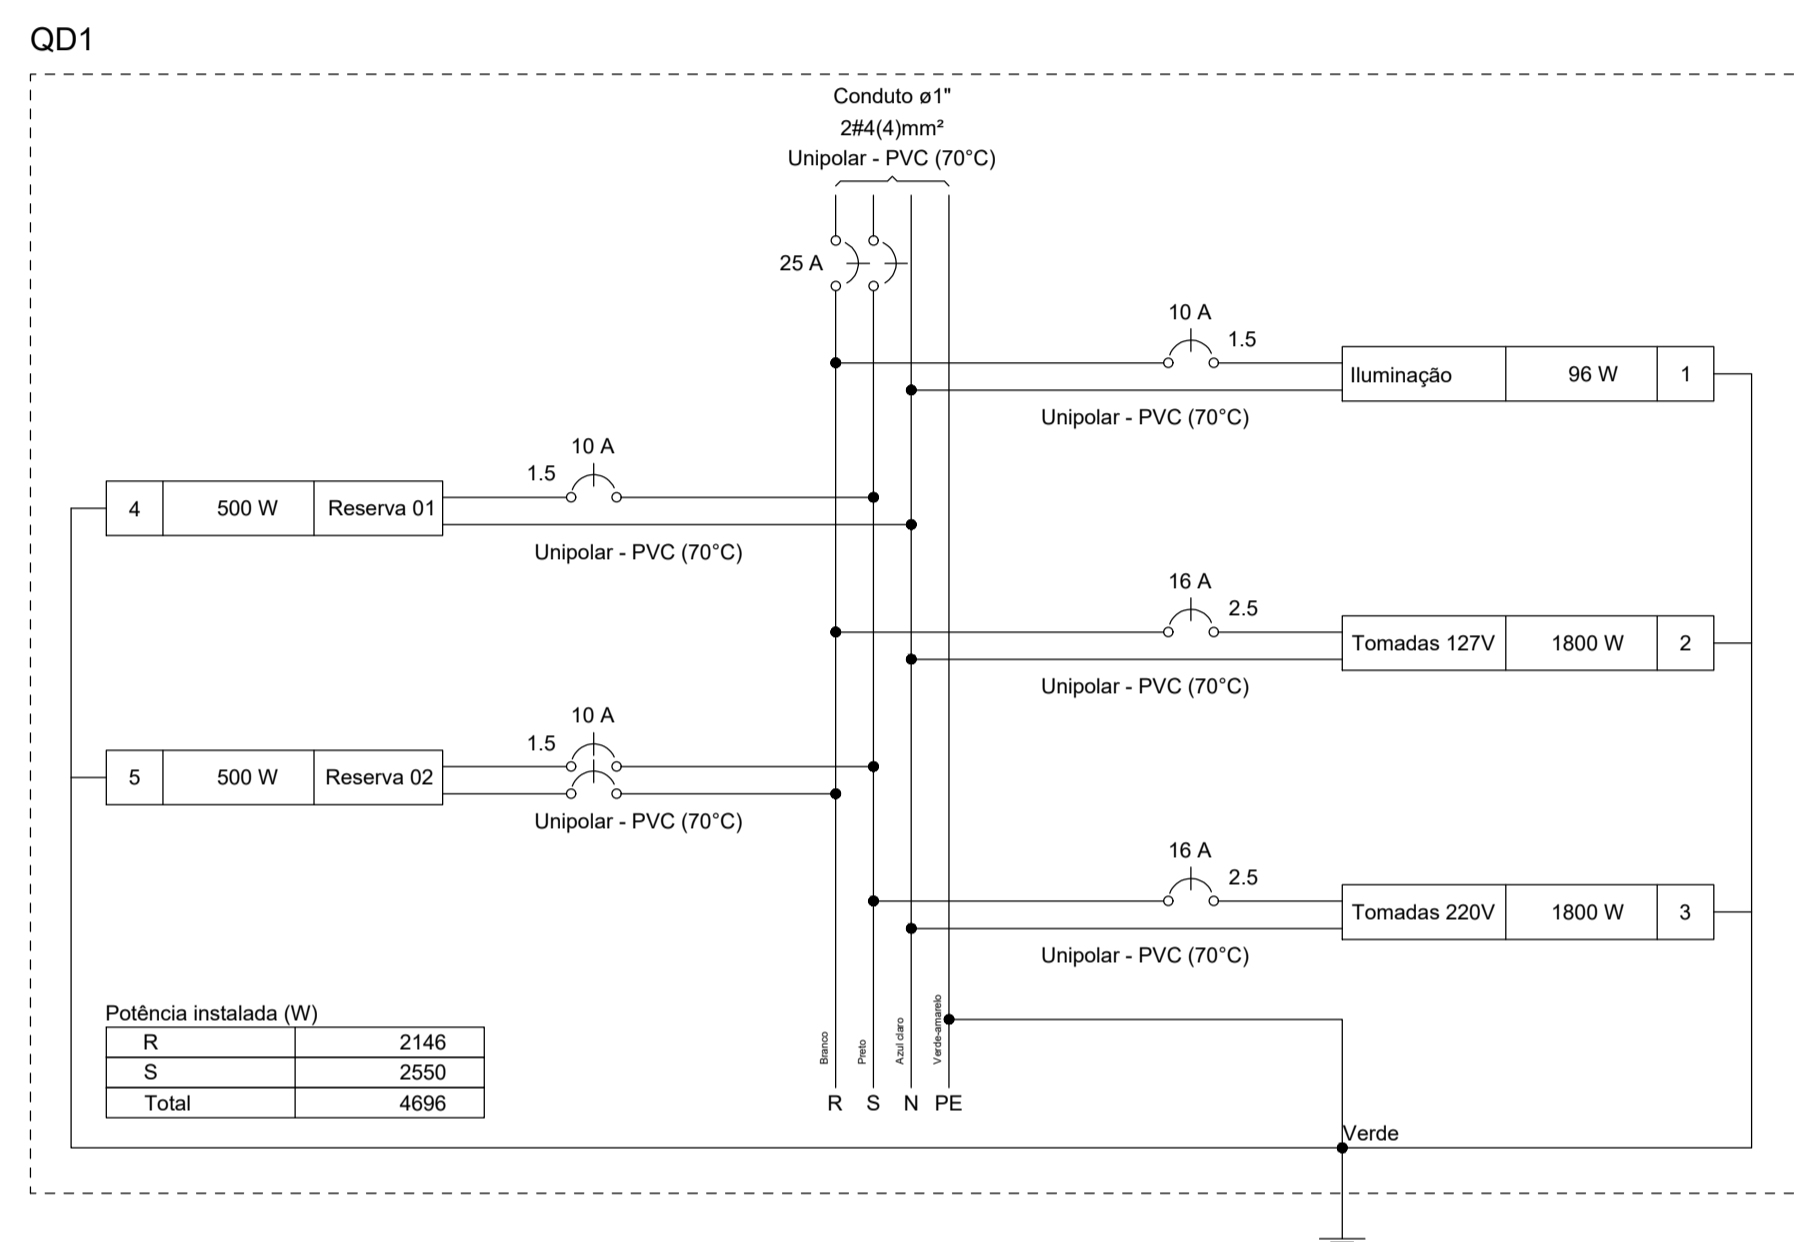 QD1
Conduto ø1"
2#4(4)mm²
Unipolar - PVC (70°C)
25 A
10 A
1.5
Iluminação 96 W 1
Unipolar - PVC (70°C)
10 A
1.5
4 500 W Reserva 01
Unipolar - PVC (70°C)
16 A
2.5
Tomadas 127V 1800 W 2
Unipolar - PVC (70°C)
10 A
1.5
5 500 W Reserva 02
Unipolar - PVC (70°C)
16 A
2.5
Tomadas 220V 1800 W 3
Unipolar - PVC (70°C)
Potência instalada (W)
R 2146
S 2550
Total 4696
Branco
Preto
Azul claro
Verde-amarelo
R S N PE
Verde